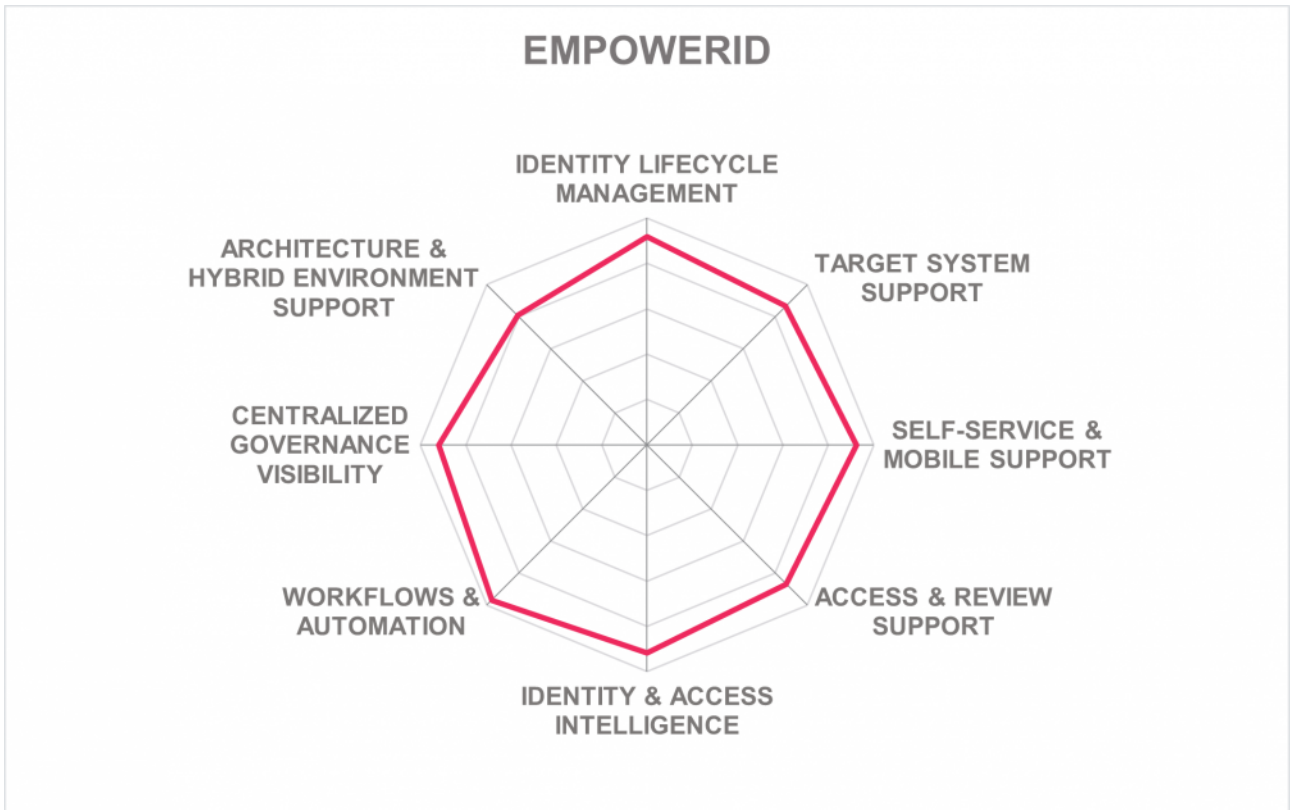 EMPOWERID
IDENTITY LIFECYCLE
MANAGEMENT
TARGET SYSTEM
SUPPORT
SELF-SERVICE &
MOBILE SUPPORT
ACCESS & REVIEW
SUPPORT
IDENTITY & ACCESS
INTELLIGENCE
WORKFLOWS &
AUTOMATION
CENTRALIZED
GOVERNANCE
VISIBILITY
ARCHITECTURE &
HYBRID ENVIRONMENT
SUPPORT